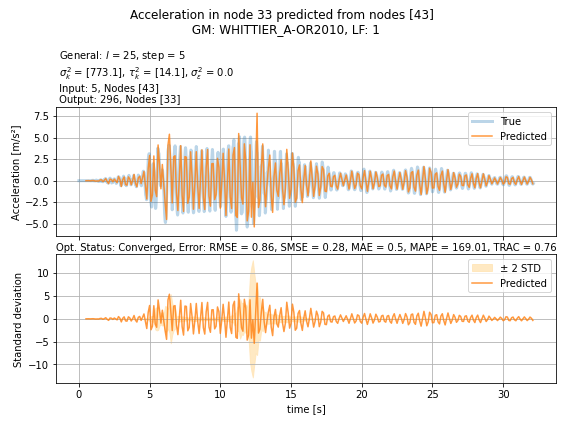 Acceleration in node 33 predicted from nodes [43]
GM: WHITTIER_A-OR2010, LF: 1
General: l = 25, step = 5
σ²ₖ = [773.1], τ²ₖ = [14.1], σ²ε = 0.0
Input: 5, Nodes [43]
Output: 296, Nodes [33]
Acceleration [m/s²]
7.5
5.0
2.5
0.0
−2.5
−5.0
True
Predicted
Opt. Status: Converged, Error: RMSE = 0.86, SMSE = 0.28, MAE = 0.5, MAPE = 169.01, TRAC = 0.76
Standard deviation
10
5
0
−5
−10
± 2 STD
Predicted
0 5 10 15 20 25 30
time [s]